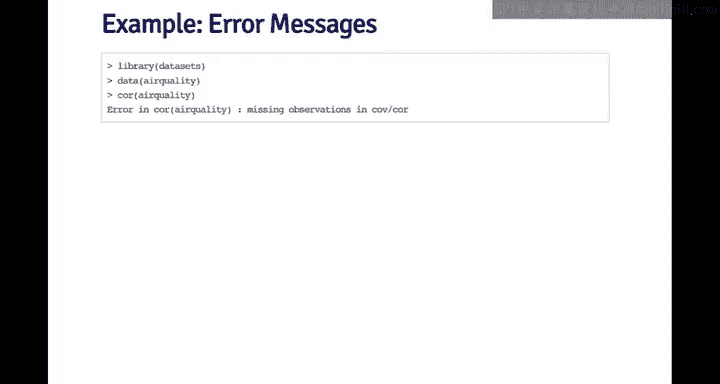 Example: Error Messages
> library(datasets)
> data(airquality)
> cor(airquality)
Error in cor(airquality) : missing observations in cov/cor